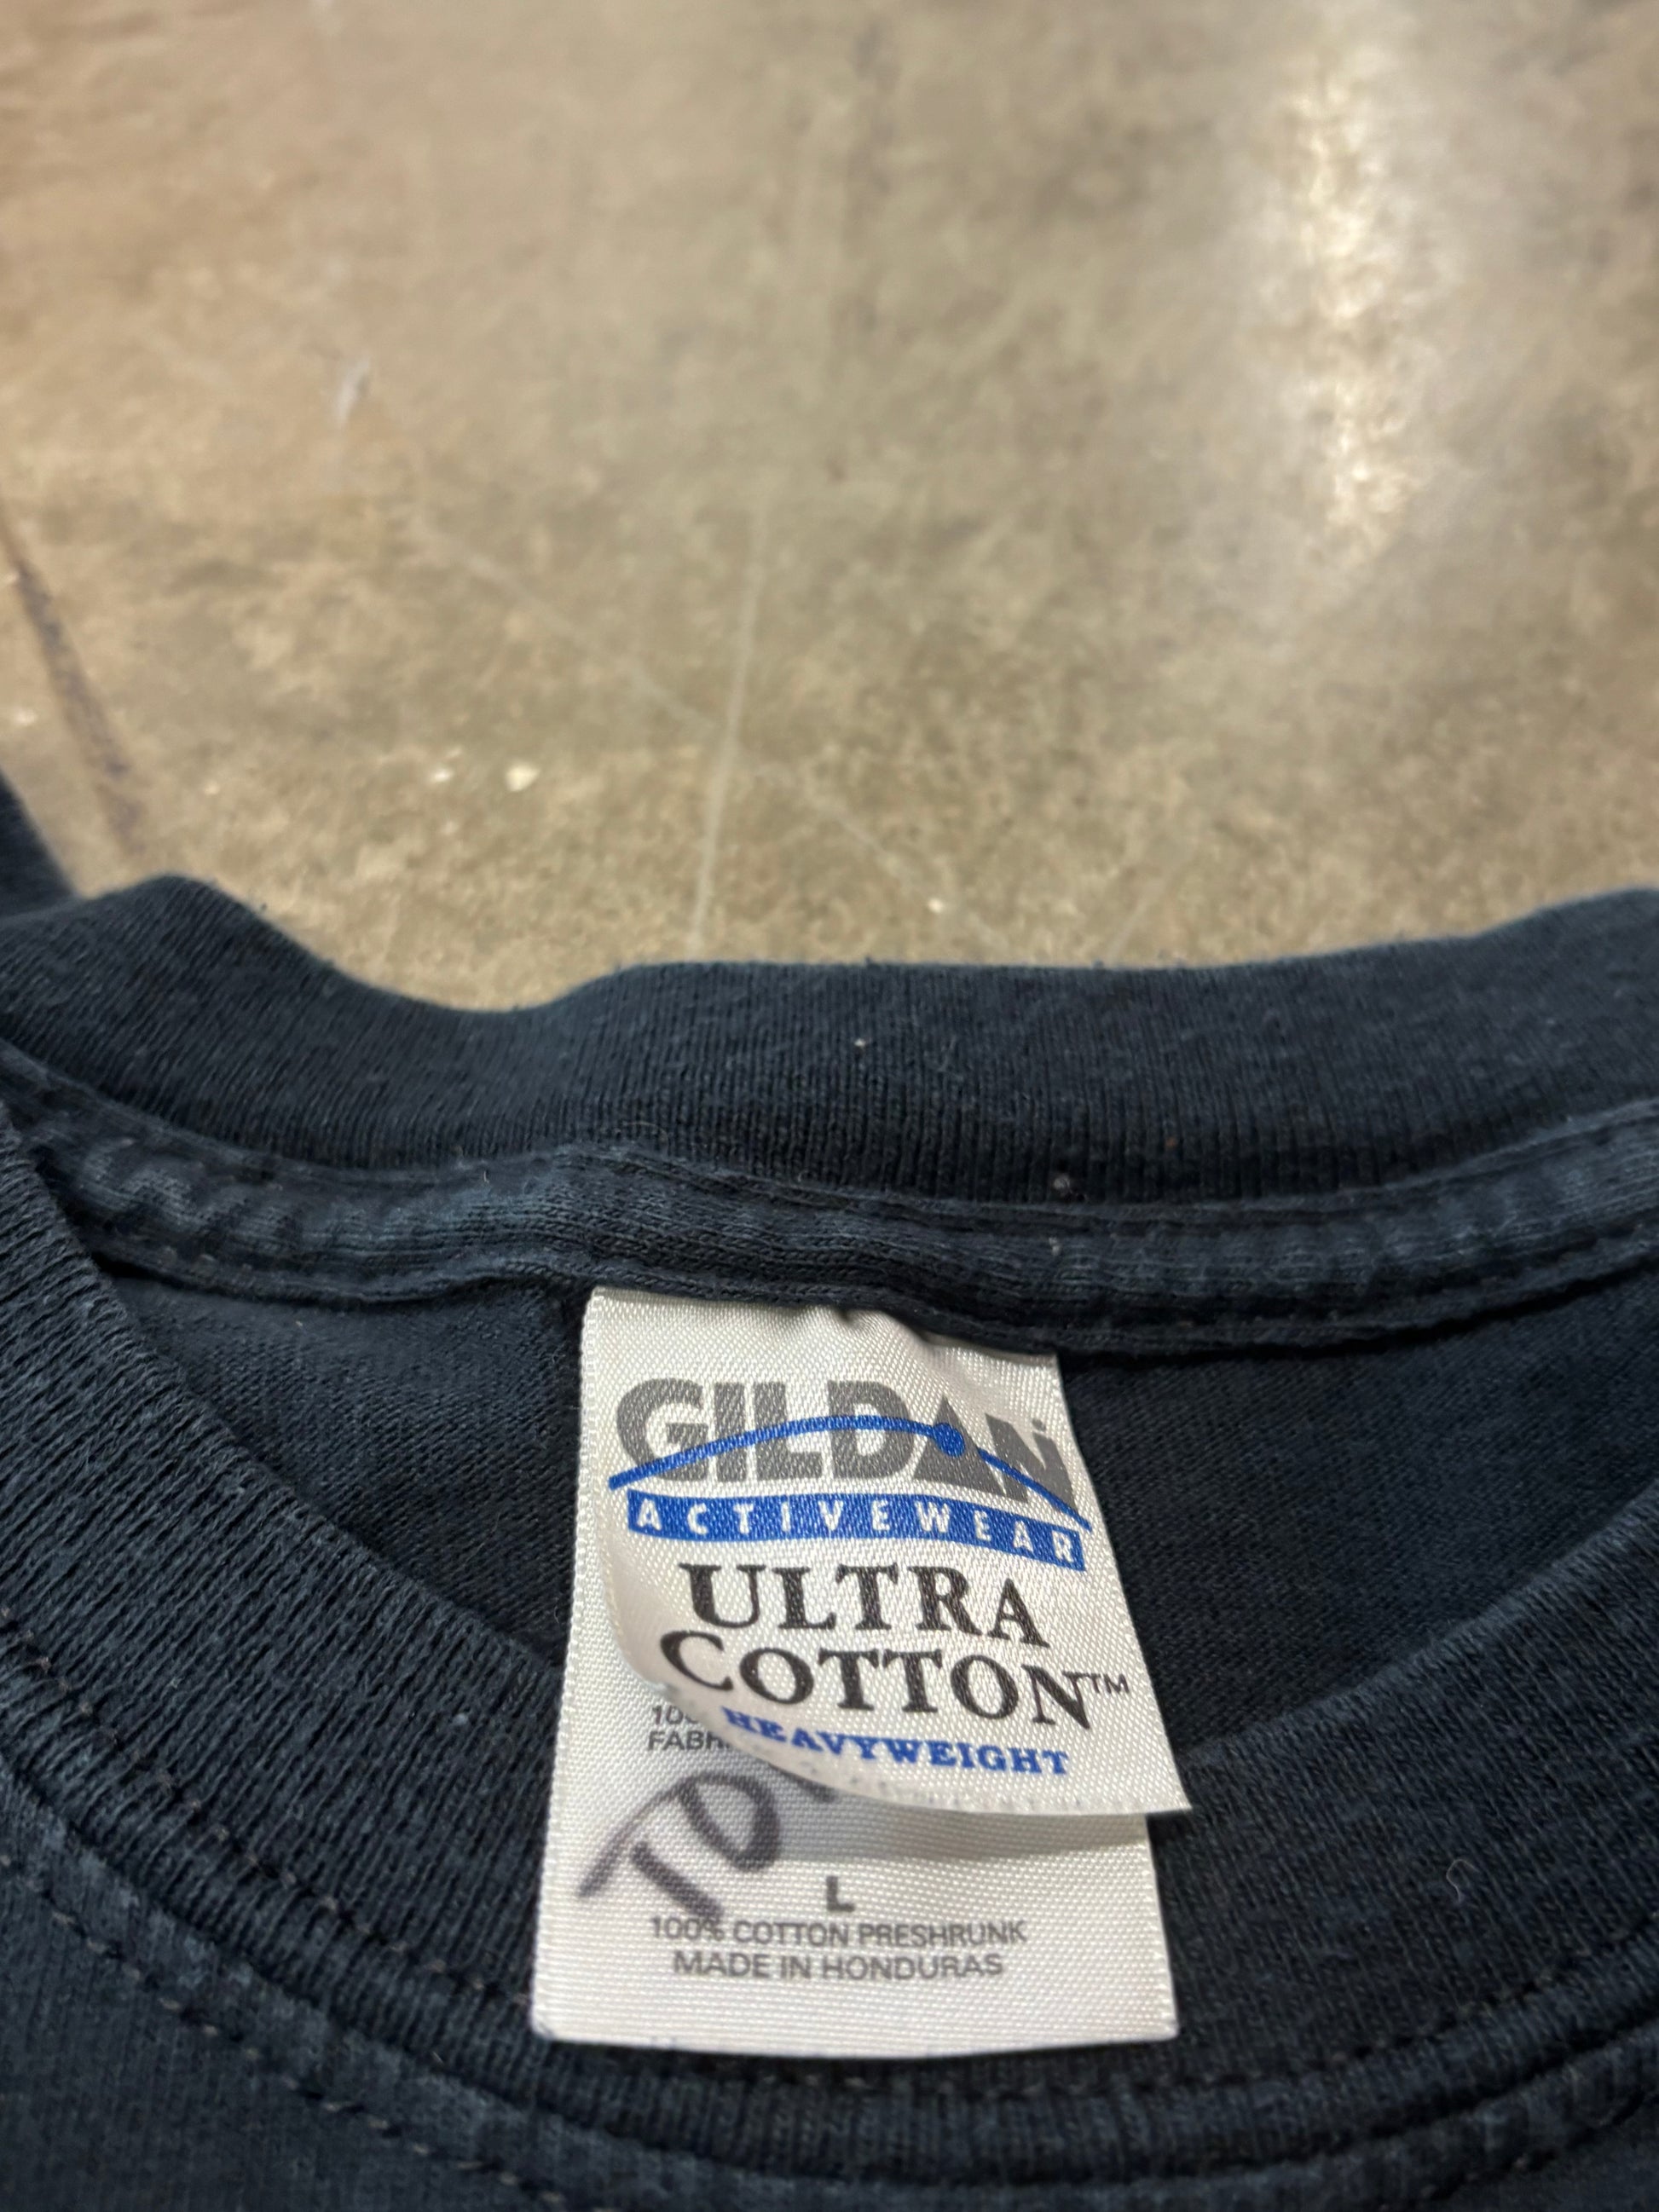 GILDAN
ACTIVEWEAR
ULTRA
COTTON™
HEAVYWEIGHT
L
100% COTTON PRESHRUNK
MADE IN HONDURAS